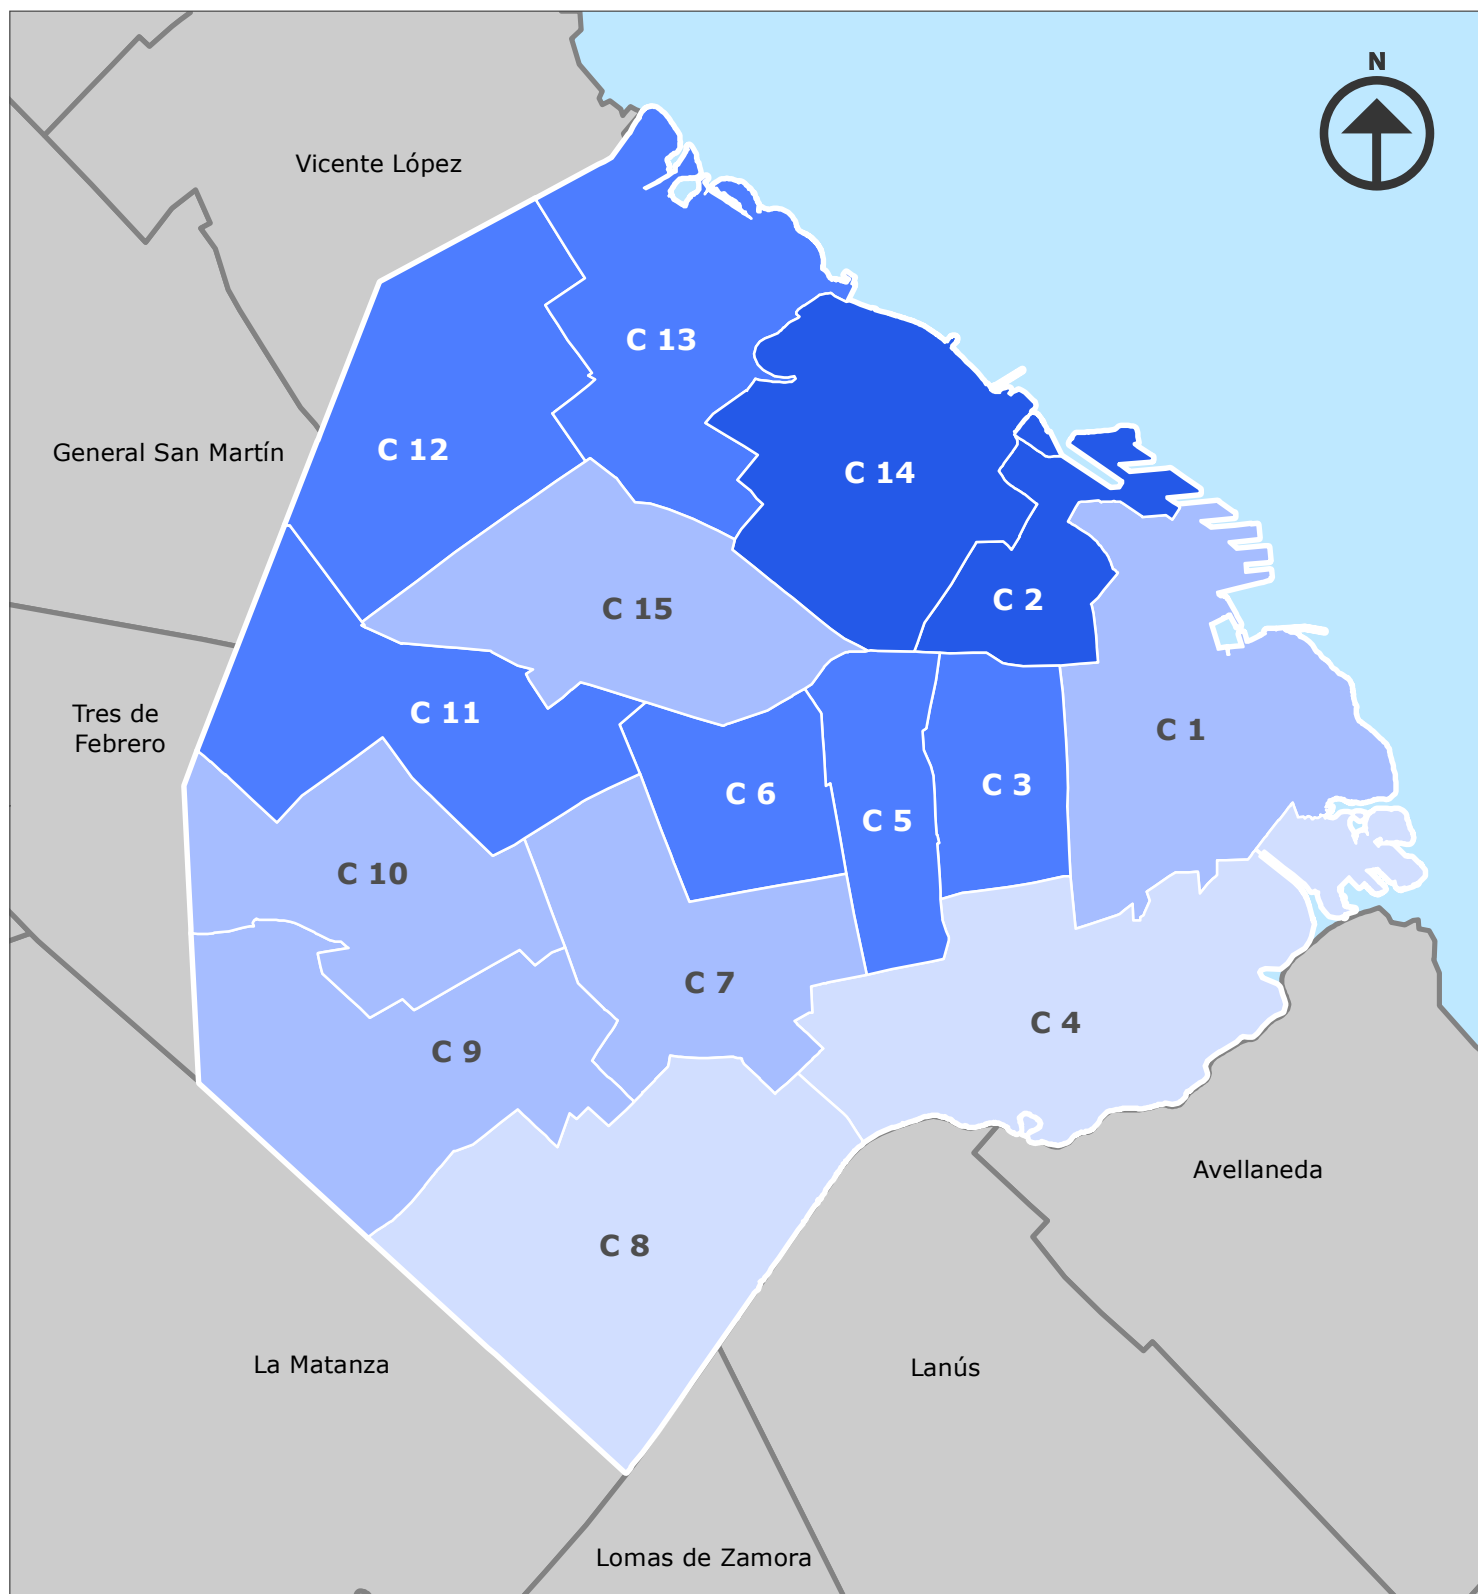 N
Vicente López
C 13
General San Martín
C 12
C 14
C 2
C 15
C 11
Tres de
Febrero
C 1
C 6
C 3
C 5
C 10
C 7
C 4
C 9
Avellaneda
C 8
La Matanza
Lanús
Lomas de Zamora